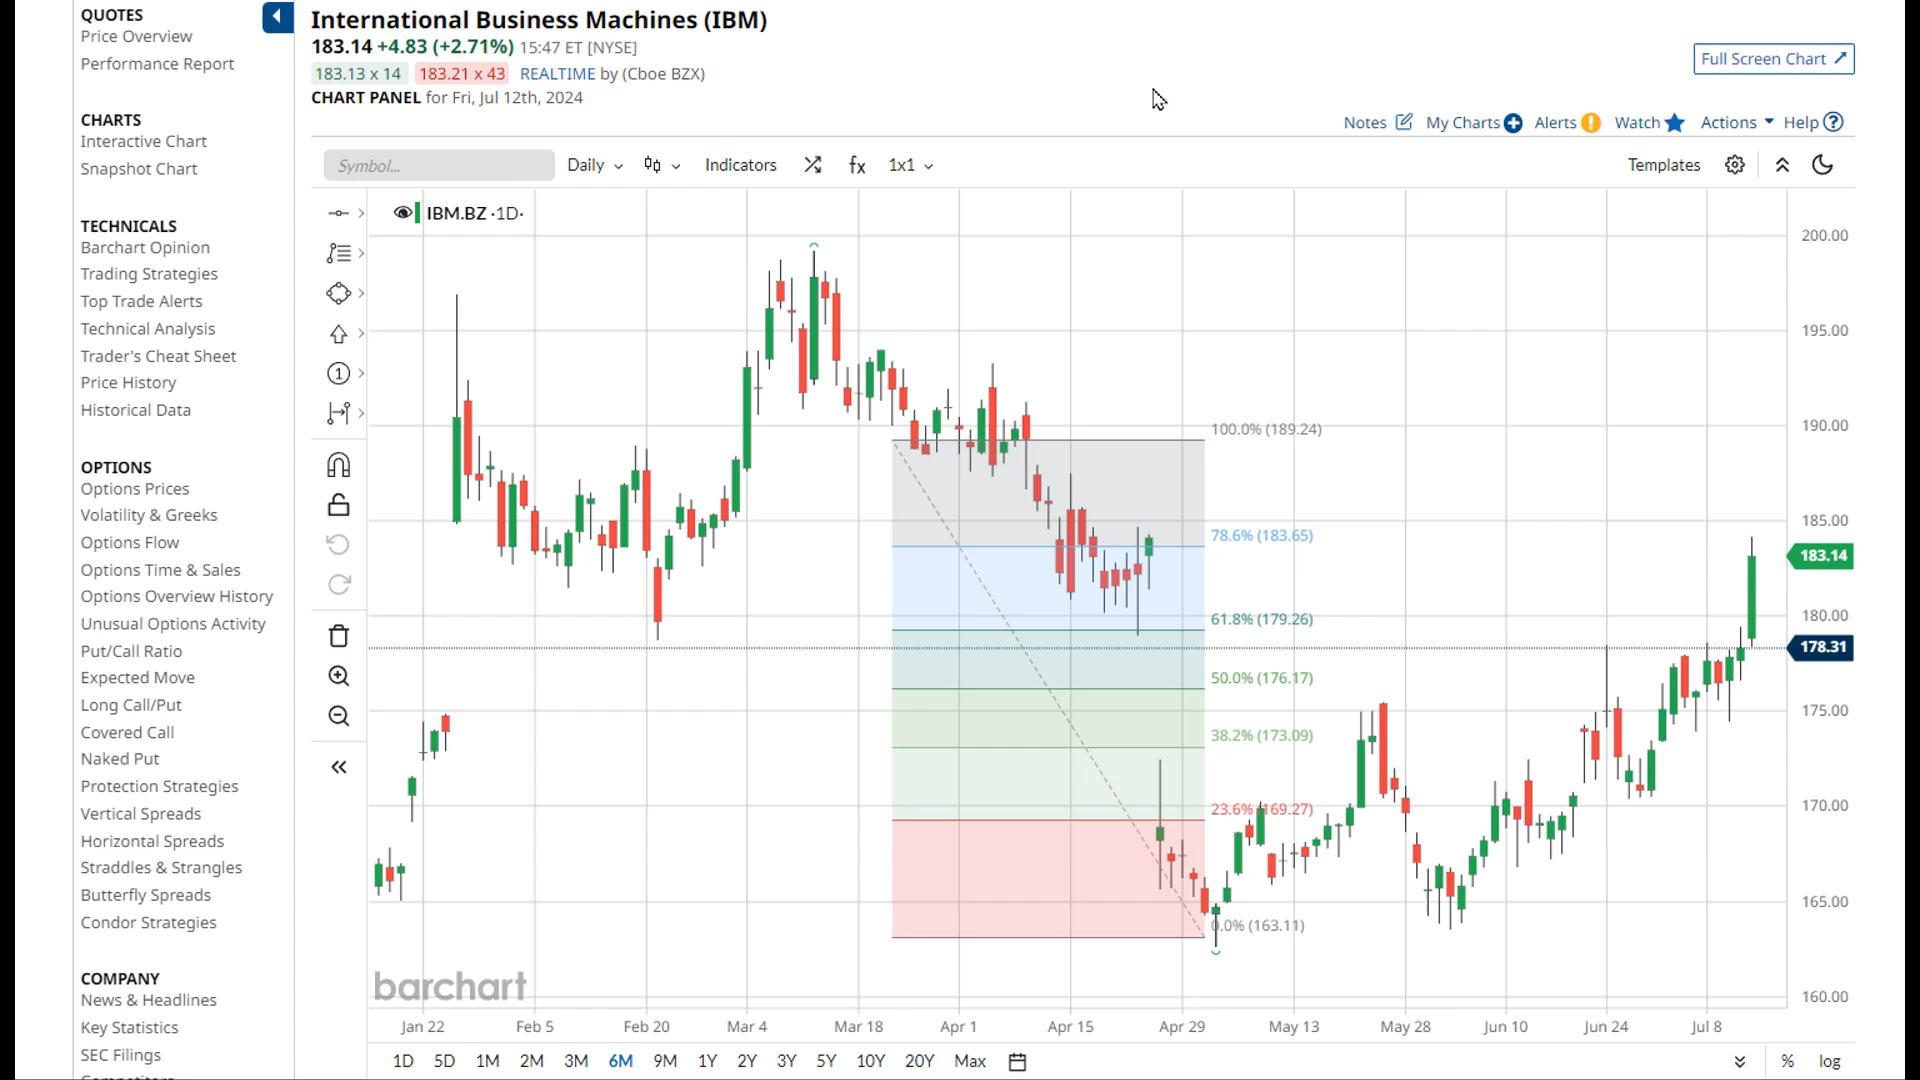 QUOTES
Price Overview
Performance Report
CHARTS
Interactive Chart
Snapshot Chart
TECHNICALS
Barchart Opinion
Trading Strategies
Top Trade Alerts
Technical Analysis
Trader's Cheat Sheet
Price History
Historical Data
OPTIONS
Options Prices
Volatility & Greeks
Options Flow
Options Time & Sales
Options Overview History
Unusual Options Activity
Put/Call Ratio
Expected Move
Long Call/Put
Covered Call
Naked Put
Protection Strategies
Vertical Spreads
Horizontal Spreads
Straddles & Strangles
Butterfly Spreads
Condor Strategies
COMPANY
News & Headlines
Key Statistics
SEC Filings
International Business Machines (IBM)
183.14 +4.83 (+2.71%) 15:47 ET [NYSE]
183.13 x 14 183.21 x 43 REALTIME by (Cboe BZX)
CHART PANEL for Fri, Jul 12th, 2024
Full Screen Chart
Notes My Charts Alerts Watch Actions Help
Symbol... Daily Indicators fx 1x1 Templates
IBM.BZ ·1D·
200.00
195.00
190.00
185.00
183.14
180.00
178.31
175.00
170.00
165.00
160.00
100.0% (189.24)
78.6% (183.65)
61.8% (179.26)
50.0% (176.17)
38.2% (173.09)
23.6% (169.27)
0.0% (163.11)
barchart
Jan 22 Feb 5 Feb 20 Mar 4 Mar 18 Apr 1 Apr 15 Apr 29 May 13 May 28 Jun 10 Jun 24 Jul 8
1D 5D 1M 2M 3M 6M 9M 1Y 2Y 3Y 5Y 10Y 20Y Max % log